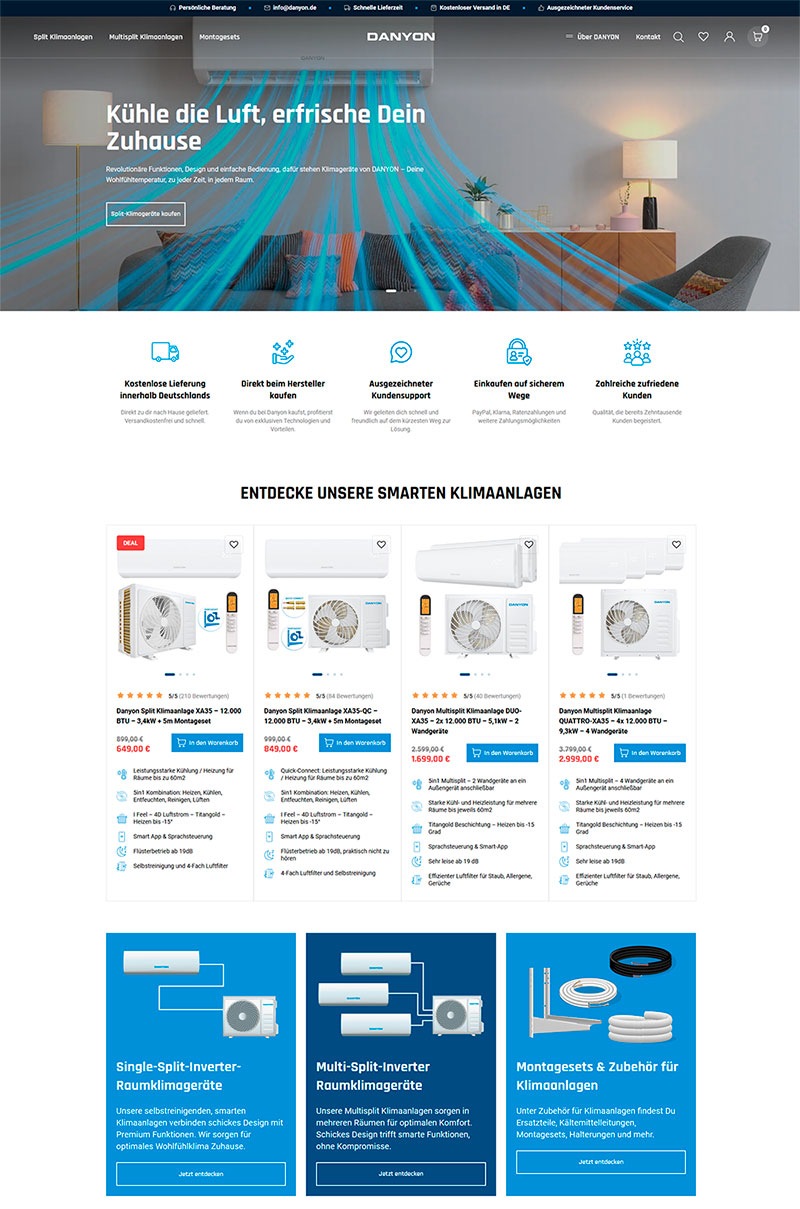 Persönliche Beratung • info@danyon.de • Schnelle Lieferzeit • Kostenloser Versand in DE • Ausgezeichneter Kundenservice
Split Klimaanlagen Multisplit Klimaanlagen Montagesets DANYON Über DANYON Kontakt 0
DANYON
Kühle die Luft, erfrische Dein
Zuhause
Revolutionäre Funktionen, Design und einfache Bedienung, dafür stehen Klimageräte von DANYON – Deine
Wohlfühltemperatur, zu jeder Zeit, in jedem Raum.
Split-Klimageräte kaufen
Kostenlose Lieferung
innerhalb Deutschlands
Direkt zu dir nach Hause geliefert.
Versandkostenfrei und schnell.
Direkt beim Hersteller
kaufen
Wenn du bei Danyon kaufst, profitierst
du von exklusiven Technologien und
Vorteilen.
Ausgezeichneter
Kundensupport
Wir geleiten dich schnell und
freundlich auf dem kürzesten Weg zur
Lösung
Einkaufen auf sicherem
Wege
PayPal, Klarna, Ratenzahlungen und
weitere Zahlungsmöglichkeiten
Zahlreiche zufriedene
Kunden
Qualität, die bereits Zehntausende
Kunden begeistert.
ENTDECKE UNSERE SMARTEN KLIMAANLAGEN
DEAL
DANYON
5/5 (210 Bewertungen)
Danyon Split Klimaanlage XA35 – 12.000
BTU – 3,4kW + 5m Montageset
899,00 €
649,00 €
In den Warenkorb
Leistungsstarke Kühlung / Heizung für
Räume bis zu 60m2
5in1 Kombination: Heizen, Kühlen,
Entfeuchten, Reinigen, Lüften
I Feel – 4D Luftstrom – Titangold –
Heizen bis -15°
Smart App & Sprachsteuerung
Flüsterbetrieb ab 19dB
Selbstreinigung und 4-Fach Luftfilter
DANYON
5/5 (84 Bewertungen)
Danyon Split Klimaanlage XA35-QC –
12.000 BTU – 3,4kW + 5m Montageset
999,00 €
849,00 €
In den Warenkorb
Quick-Connect: Leistungsstarke Kühlung
/ Heizung für Räume bis zu 60m2
5in1 Kombination: Heizen, Kühlen,
Entfeuchten, Reinigen, Lüften
I Feel – 4D Luftstrom – Titangold –
Heizen bis -15°
Smart App & Sprachsteuerung
Flüsterbetrieb ab 19dB, praktisch nicht zu
hören
4-Fach Luftfilter und Selbstreinigung
DANYON
5/5 (40 Bewertungen)
Danyon Multisplit Klimaanlage DUO-
XA35 – 2x 12.000 BTU – 5,1kW – 2
Wandgeräte
2.599,00 €
1.699,00 €
In den Warenkorb
5in1 Multisplit – 2 Wandgeräte an ein
Außengerät anschließbar
Starke Kühl- und Heizleistung für mehrere
Räume bis jeweils 60m2
Titangold Beschichtung – Heizen bis -15
Grad
Sprachsteuerung & Smart-App
Sehr leise ab 19 dB
Effizienter Luftfilter für Staub, Allergene,
Gerüche
DANYON
5/5 (1 Bewertungen)
Danyon Multisplit Klimaanlage
QUATTRO-XA35 – 4x 12.000 BTU –
9,3kW – 4 Wandgeräte
3.799,00 €
2.999,00 €
In den Warenkorb
5in1 Multisplit – 4 Wandgeräte an ein
Außengerät anschließbar
Starke Kühl- und Heizleistung für mehrere
Räume bis jeweils 60m2
Titangold Beschichtung – Heizen bis -15
Grad
Sprachsteuerung & Smart-App
Sehr leise ab 19 dB
Effizienter Luftfilter für Staub, Allergene,
Gerüche
Single-Split-Inverter-
Raumklimageräte
Unsere selbstreinigenden, smarten
Klimaanlagen verbinden schickes Design mit
Premium Funktionen. Wir sorgen für
optimales Wohlfühlklima Zuhause.
Jetzt entdecken
Multi-Split-Inverter
Raumklimageräte
Unsere Multisplit Klimaanlagen sorgen in
mehreren Räumen für optimalen Komfort.
Schickes Design trifft smarte Funktionen,
ohne Kompromisse.
Jetzt entdecken
Montagesets & Zubehör für
Klimaanlagen
Unter Zubehör für Klimaanlagen findest Du
Ersatzteile, Kältemittelleitungen,
Montagesets, Halterungen und mehr.
Jetzt entdecken